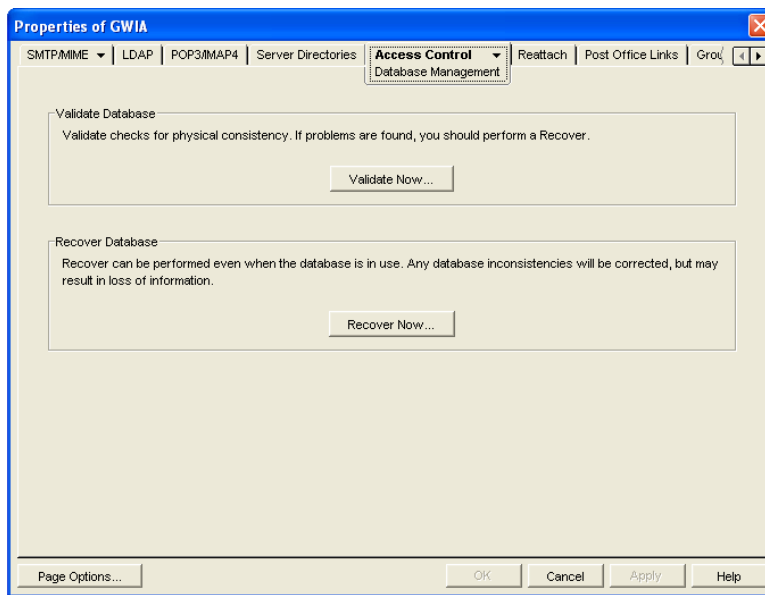 Properties of GWIA
SMTP/MIME LDAP POP3/IMAP4 Server Directories Access Control Reattach Post Office Links Grou
Database Management
Validate Database
Validate checks for physical consistency. If problems are found, you should perform a Recover.
Validate Now...
Recover Database
Recover can be performed even when the database is in use. Any database inconsistencies will be corrected, but may
result in loss of information.
Recover Now...
Page Options... OK Cancel Apply Help